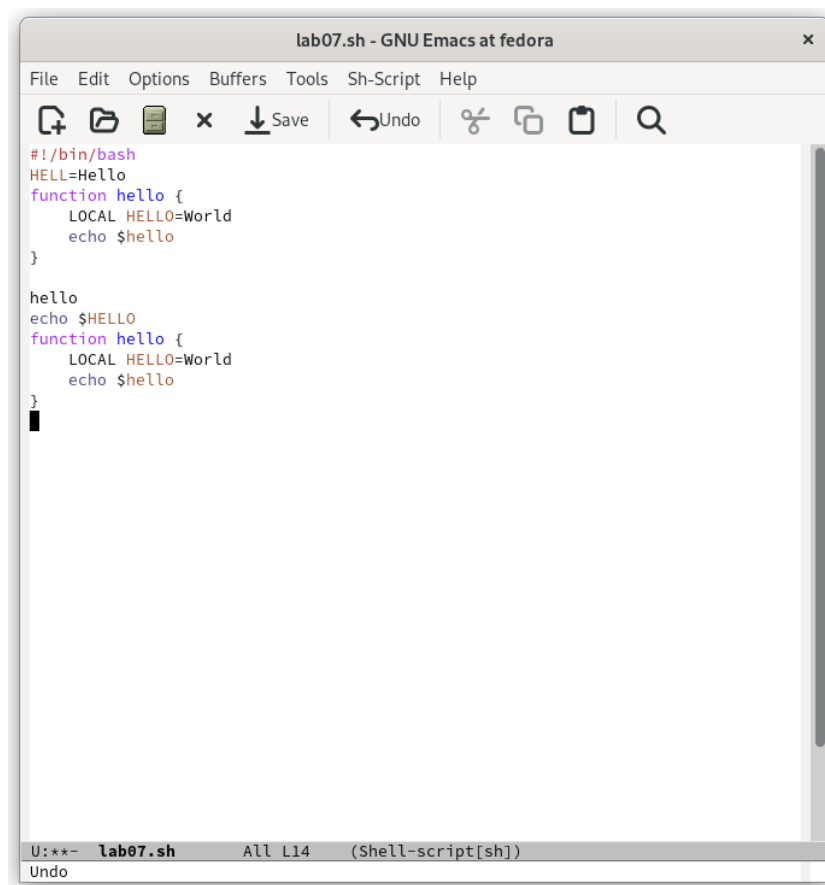 lab07.sh - GNU Emacs at fedora
File Edit Options Buffers Tools Sh-Script Help
Save Undo
#!/bin/bash
HELL=Hello
function hello {
    LOCAL HELLO=World
    echo $hello
}

hello
echo $HELLO
function hello {
    LOCAL HELLO=World
    echo $hello
}
U:**- lab07.sh All L14 (Shell-script[sh])
Undo